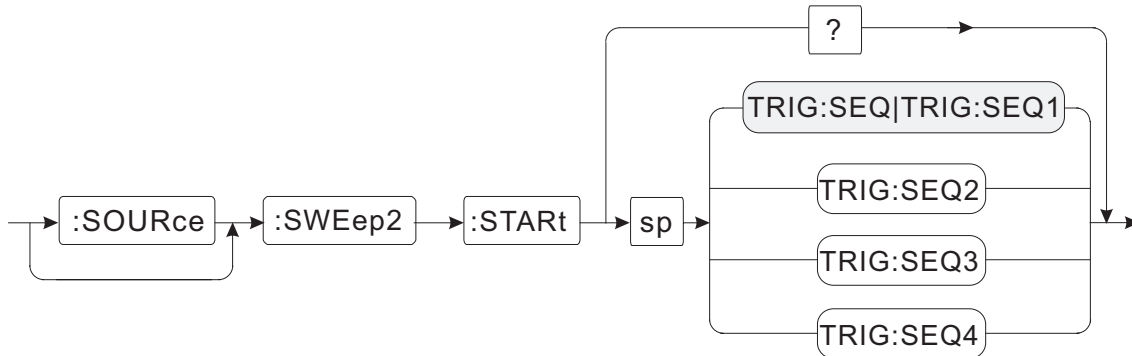 ?
TRIG:SEQ|TRIG:SEQ1
TRIG:SEQ2
:SOURce :SWEep2 :STARt sp
TRIG:SEQ3
TRIG:SEQ4